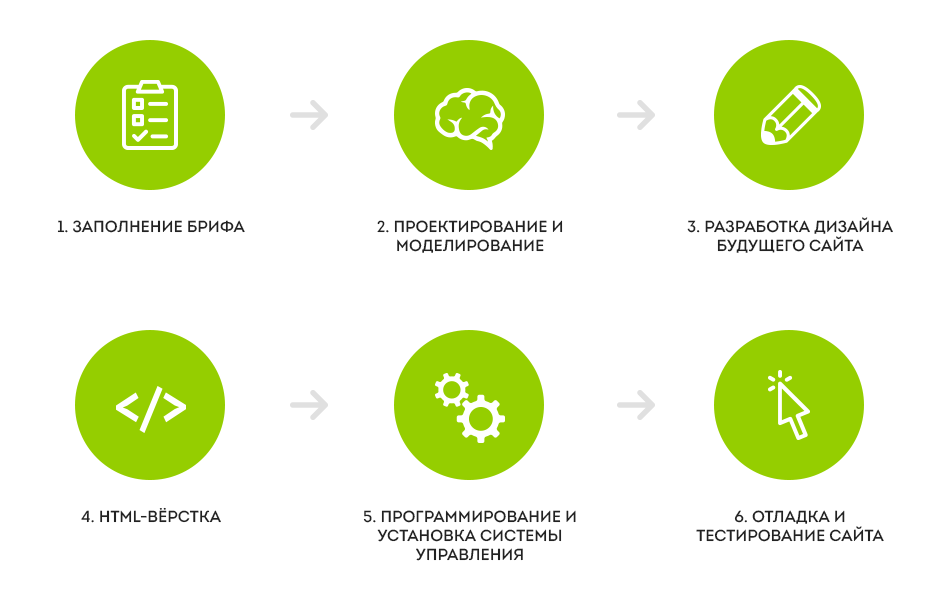 1. ЗАПОЛНЕНИЕ БРИФА
2. ПРОЕКТИРОВАНИЕ И
МОДЕЛИРОВАНИЕ
3. РАЗРАБОТКА ДИЗАЙНА
БУДУЩЕГО САЙТА
4. HTML-ВЁРСТКА
5. ПРОГРАММИРОВАНИЕ И
УСТАНОВКА СИСТЕМЫ
УПРАВЛЕНИЯ
6. ОТЛАДКА И
ТЕСТИРОВАНИЕ САЙТА